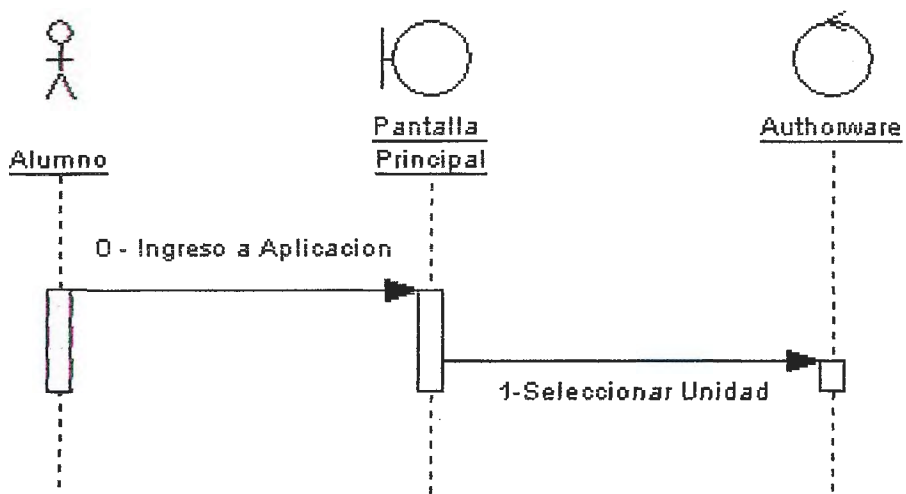 Pantalla
Principal
Authorware
Alumno
0 - Ingreso a Aplicacion
1-Seleccionar Unidad